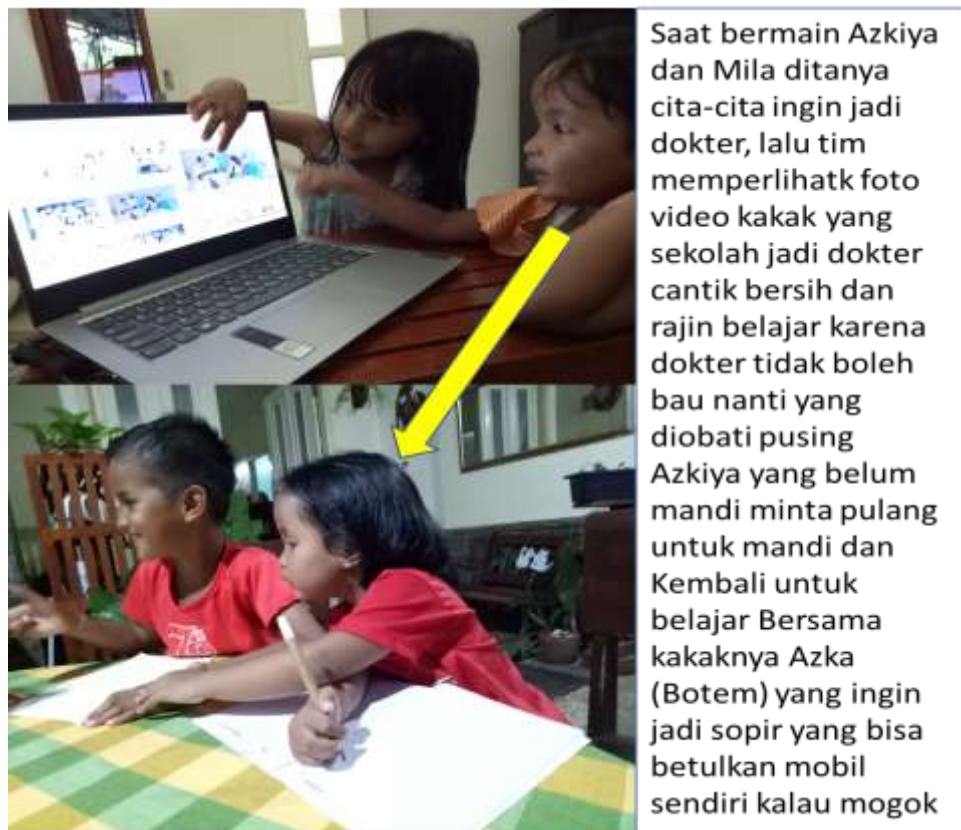 Saat bermain Azkiya
dan Mila ditanya
cita-cita ingin jadi
dokter, lalu tim
memperlihatk foto
video kakak yang
sekolah jadi dokter
cantik bersih dan
rajin belajar karena
dokter tidak boleh
bau nanti yang
diobati pusing
Azkiya yang belum
mandi minta pulang
untuk mandi dan
Kembali untuk
belajar Bersama
kakaknya Azka
(Botem) yang ingin
jadi sopir yang bisa
betulkan mobil
sendiri kalau mogok